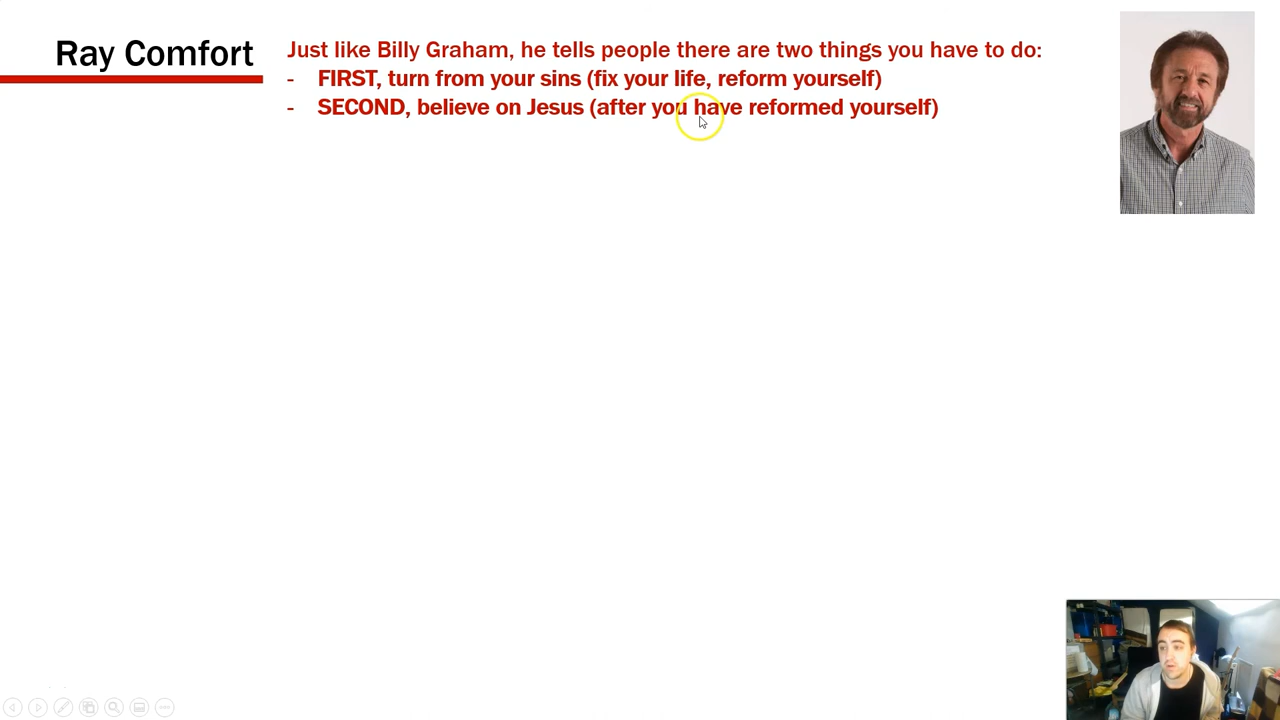 Ray Comfort
Just like Billy Graham, he tells people there are two things you have to do:
- FIRST, turn from your sins (fix your life, reform yourself)
- SECOND, believe on Jesus (after you have reformed yourself)